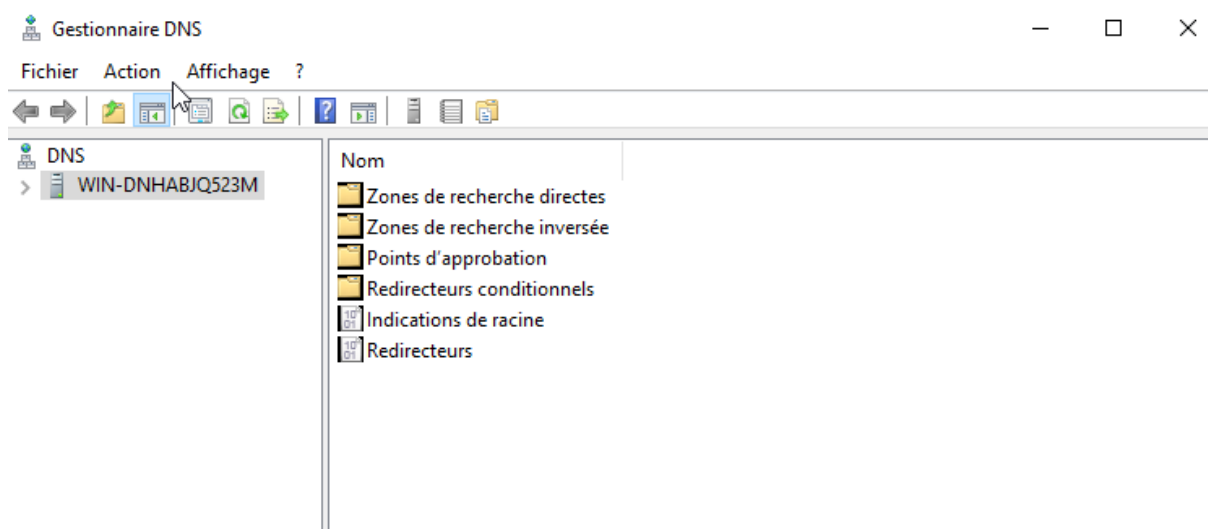 Gestionnaire DNS
Fichier Action Affichage ?
DNS
WIN-DNHABJQ523M
Nom
Zones de recherche directes
Zones de recherche inversée
Points d'approbation
Redirecteurs conditionnels
Indications de racine
Redirecteurs